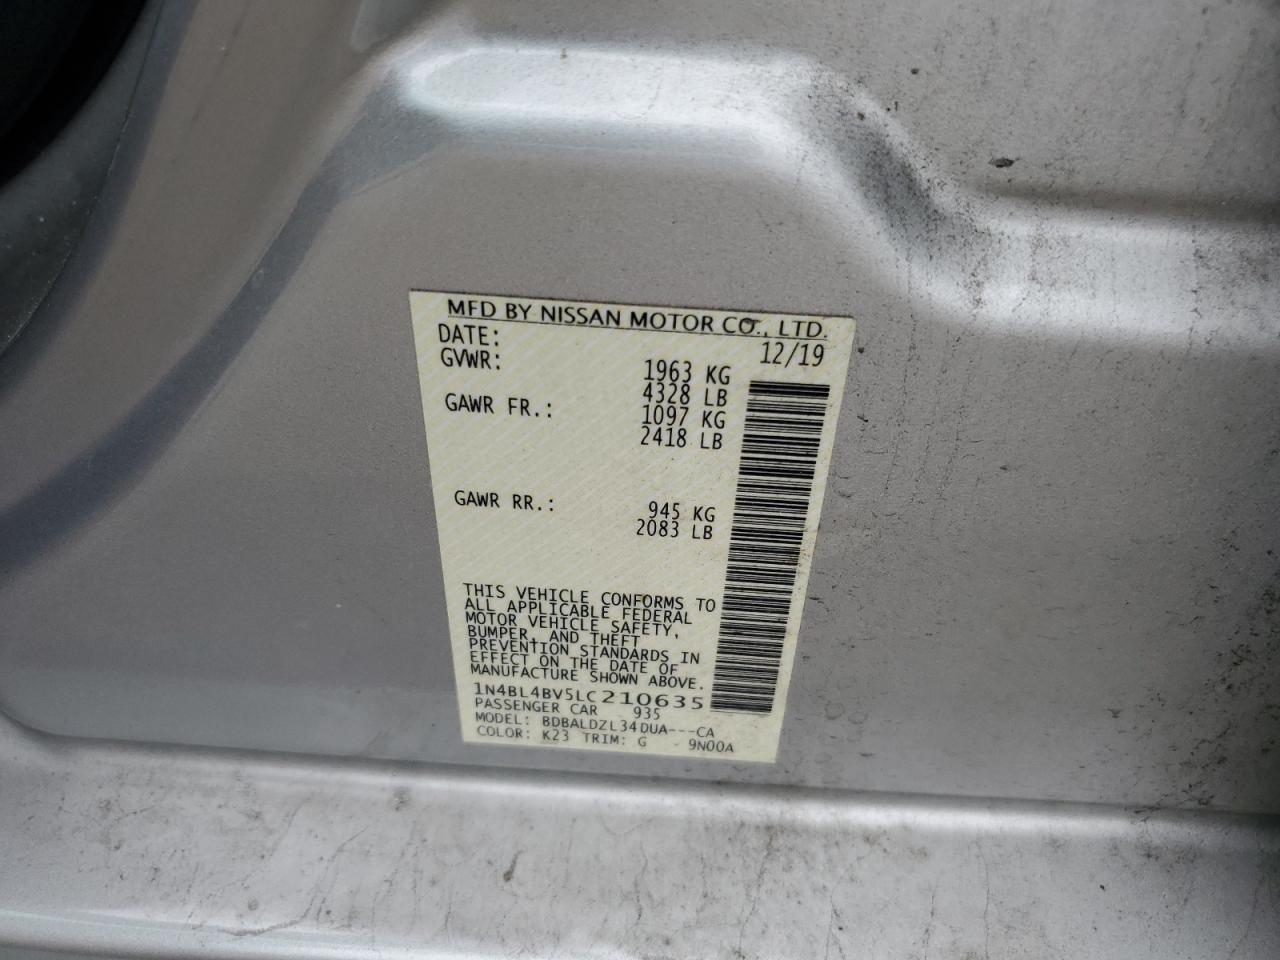 MFD BY NISSAN MOTOR CO., LTD.
DATE: 12/19
GVWR: 1963 KG
4328 LB
GAWR FR.: 1097 KG
2418 LB
GAWR RR.: 945 KG
2083 LB
THIS VEHICLE CONFORMS TO
ALL APPLICABLE FEDERAL
MOTOR VEHICLE SAFETY,
BUMPER, AND THEFT
PREVENTION STANDARDS IN
EFFECT ON THE DATE OF
MANUFACTURE SHOWN ABOVE.
1N4BL4BV5LC210635
PASSENGER CAR 935
MODEL: BDBALDZL34DUA---CA
COLOR: K23 TRIM: G - 9N00A